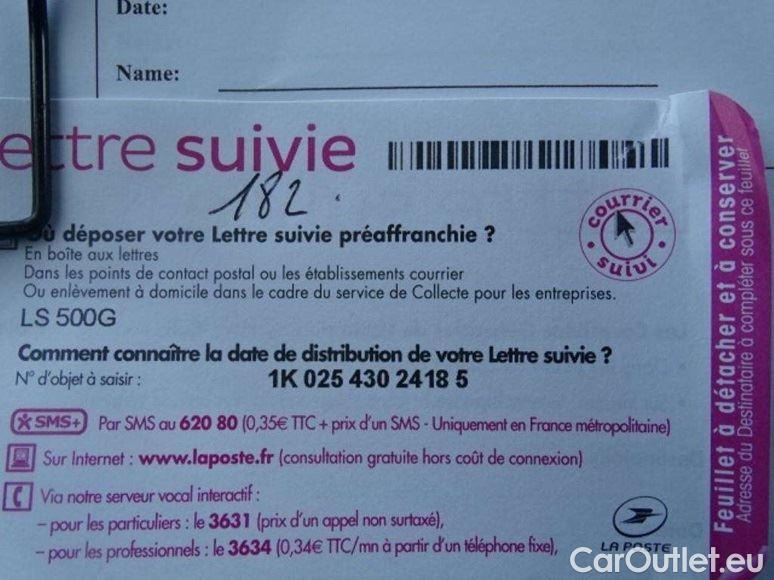 Date:
Name:
ettre suivie
182.
Où déposer votre Lettre suivie préaffranchie ?
En boîte aux lettres
Dans les points de contact postal ou les établissements courrier
Ou enlèvement à domicile dans le cadre du service de Collecte pour les entreprises.
LS 500G
Comment connaître la date de distribution de votre Lettre suivie ?
N° d'objet à saisir : 1K 025 430 2418 5
SMS+ Par SMS au 620 80 (0,35€ TTC + prix d'un SMS - Uniquement en France métropolitaine)
Sur Internet : www.laposte.fr (consultation gratuite hors coût de connexion)
Via notre serveur vocal interactif :
– pour les particuliers : le 3631 (prix d'un appel non surtaxé),
– pour les professionnels : le 3634 (0,34€ TTC/mn à partir d'un téléphone fixe),
courrier
suivi
LA POSTE
Feuillet à détacher et à conserver
Adresse du Destinataire à compléter sous ce feuillet
CarOutlet.eu